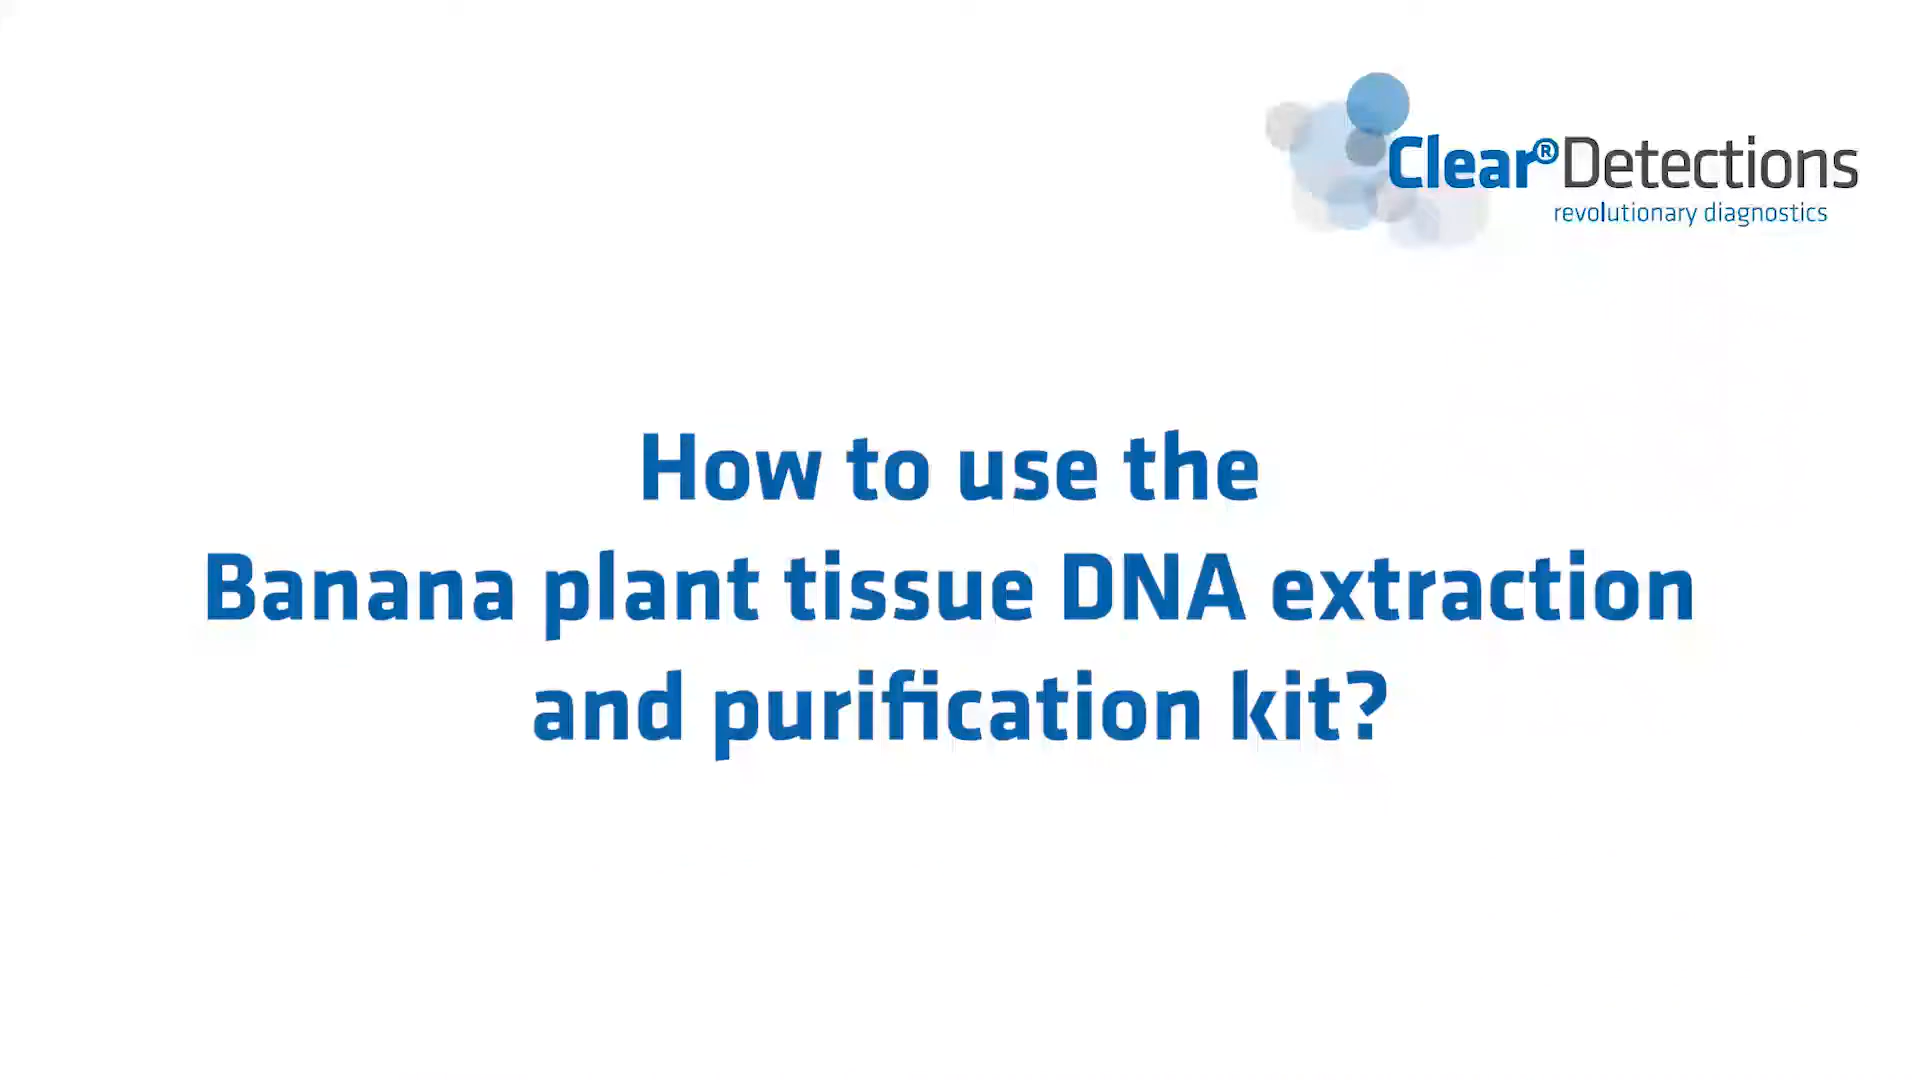 Clear®Detections
revolutionary diagnostics
How to use the
Banana plant tissue DNA extraction
and purification kit?